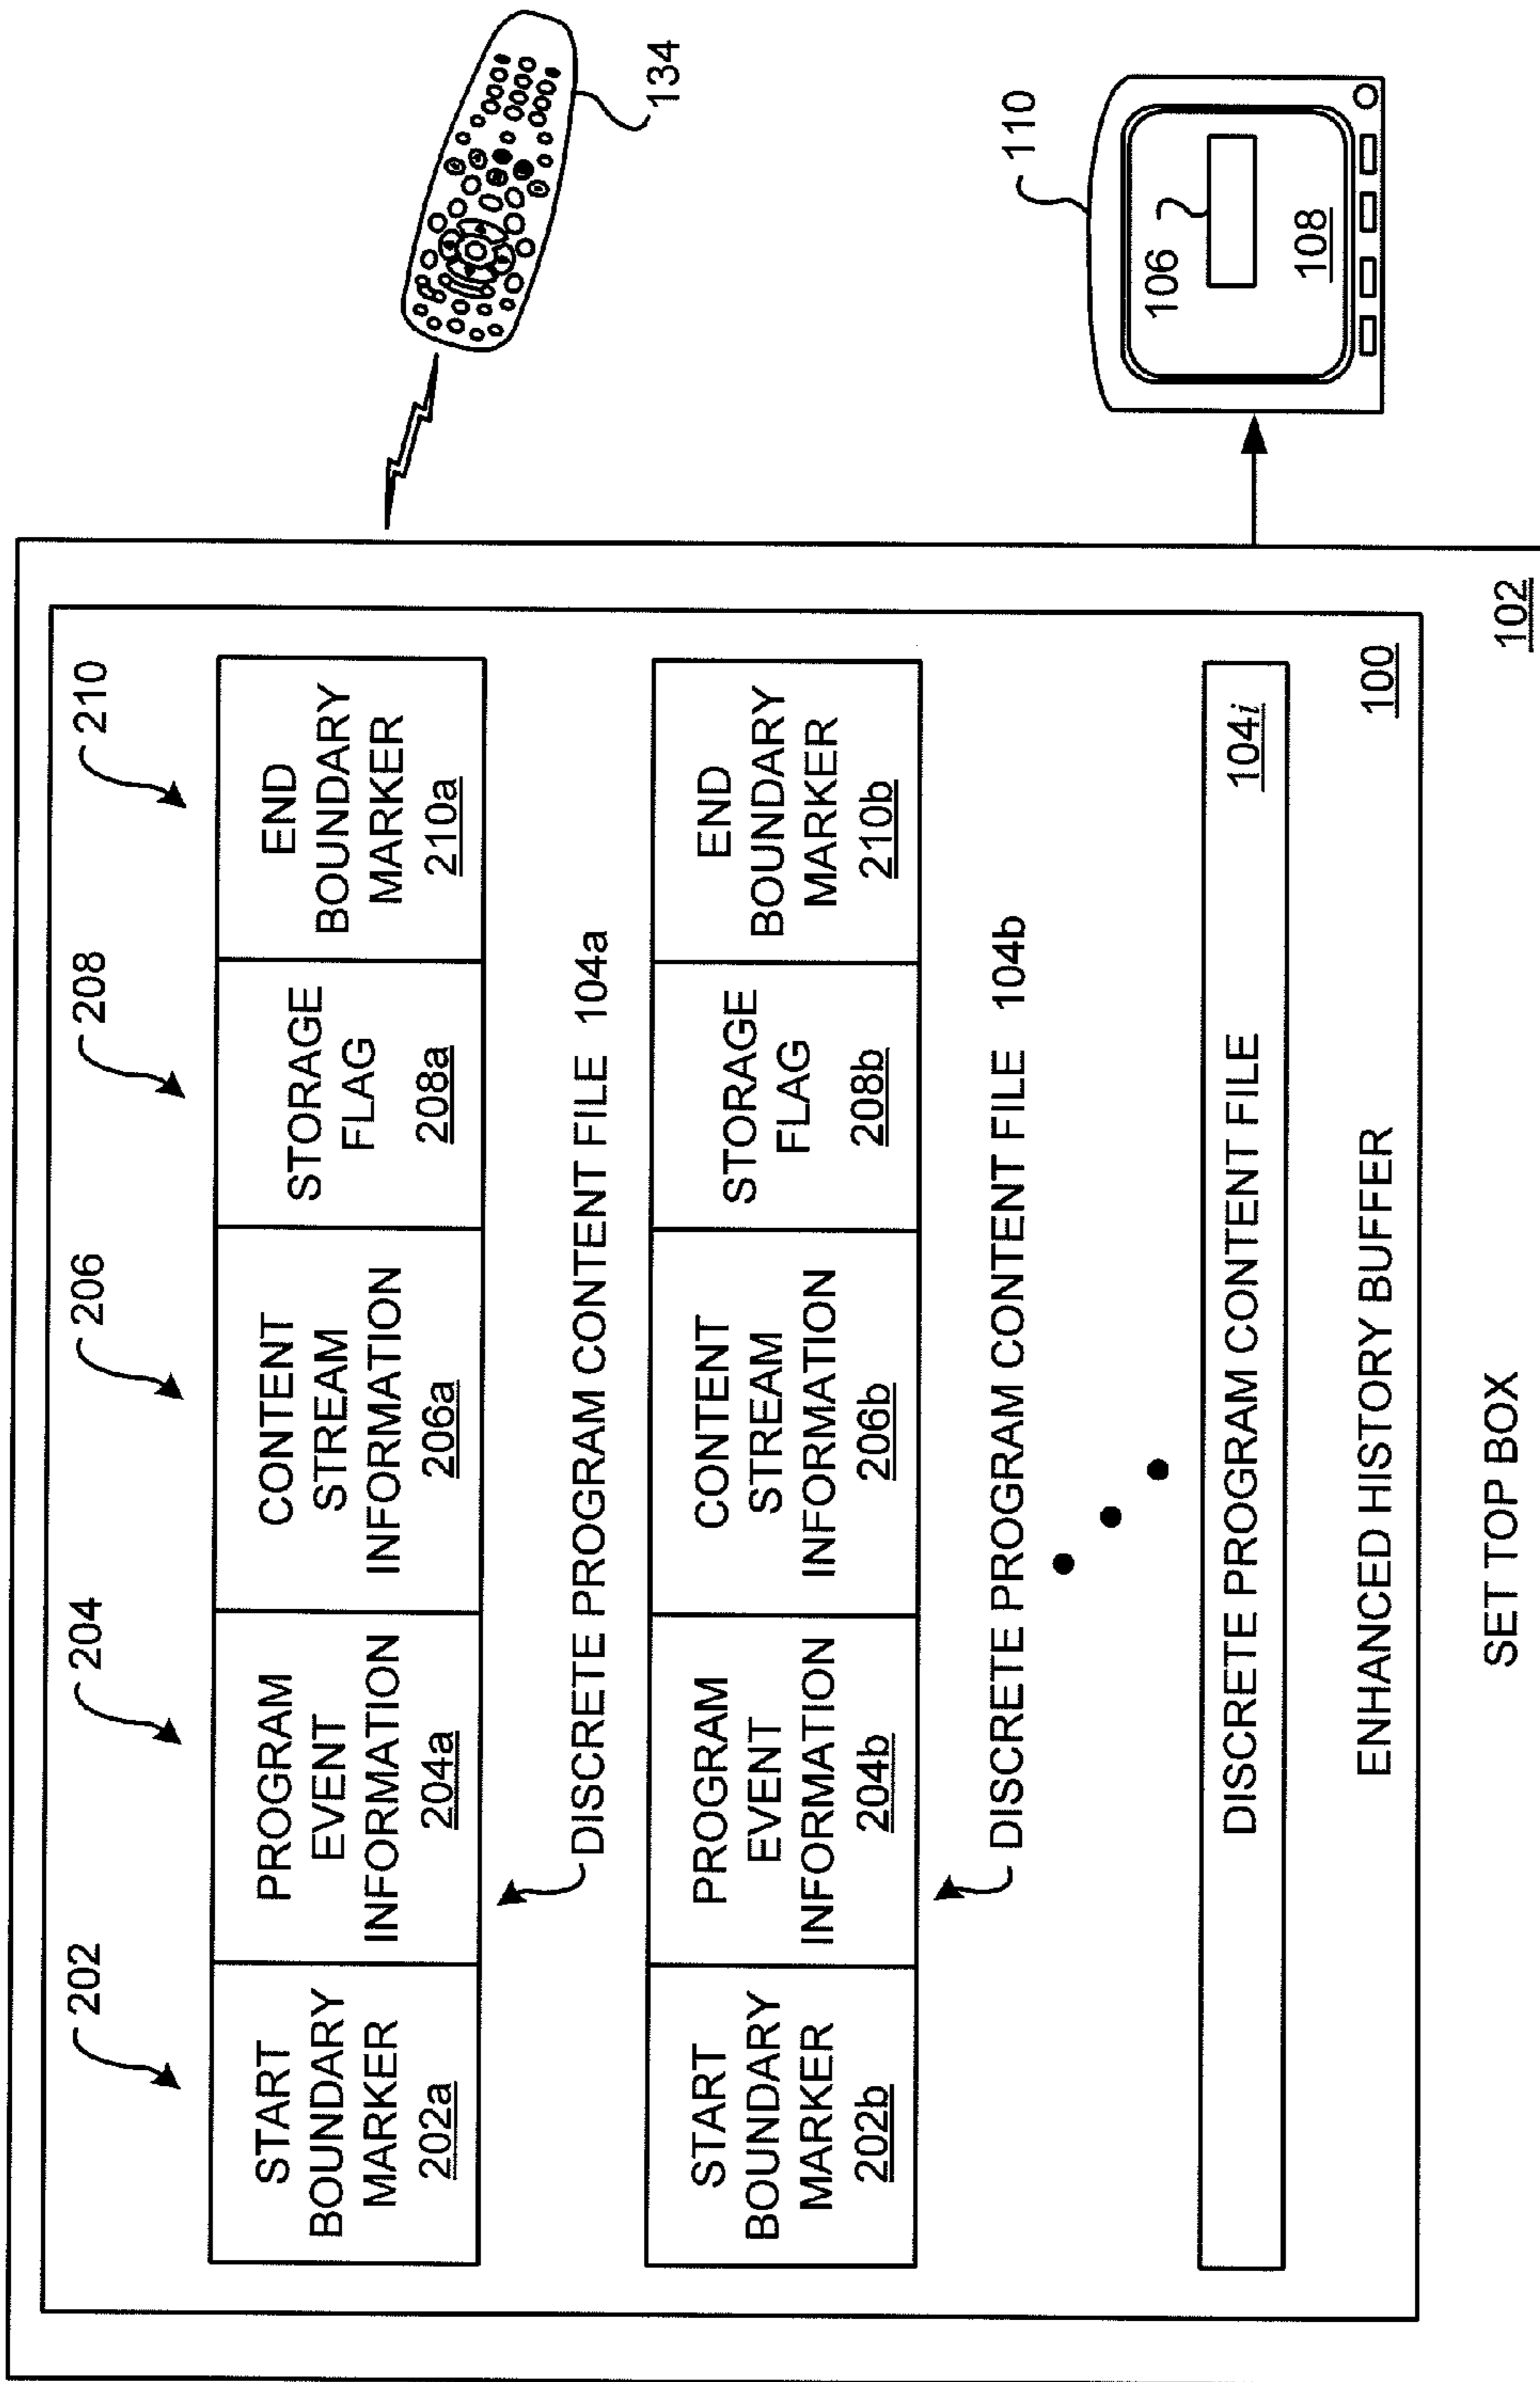 202
204
206
208
210
START
BOUNDARY
MARKER
202a
PROGRAM
EVENT
INFORMATION
204a
CONTENT
STREAM
INFORMATION
206a
STORAGE
FLAG
208a
END
BOUNDARY
MARKER
210a
DISCRETE PROGRAM CONTENT FILE 104a
START
BOUNDARY
MARKER
202b
PROGRAM
EVENT
INFORMATION
204b
CONTENT
STREAM
INFORMATION
206b
STORAGE
FLAG
208b
END
BOUNDARY
MARKER
210b
DISCRETE PROGRAM CONTENT FILE 104b
DISCRETE PROGRAM CONTENT FILE 104i
ENHANCED HISTORY BUFFER 100
SET TOP BOX 102
134
110
106
108